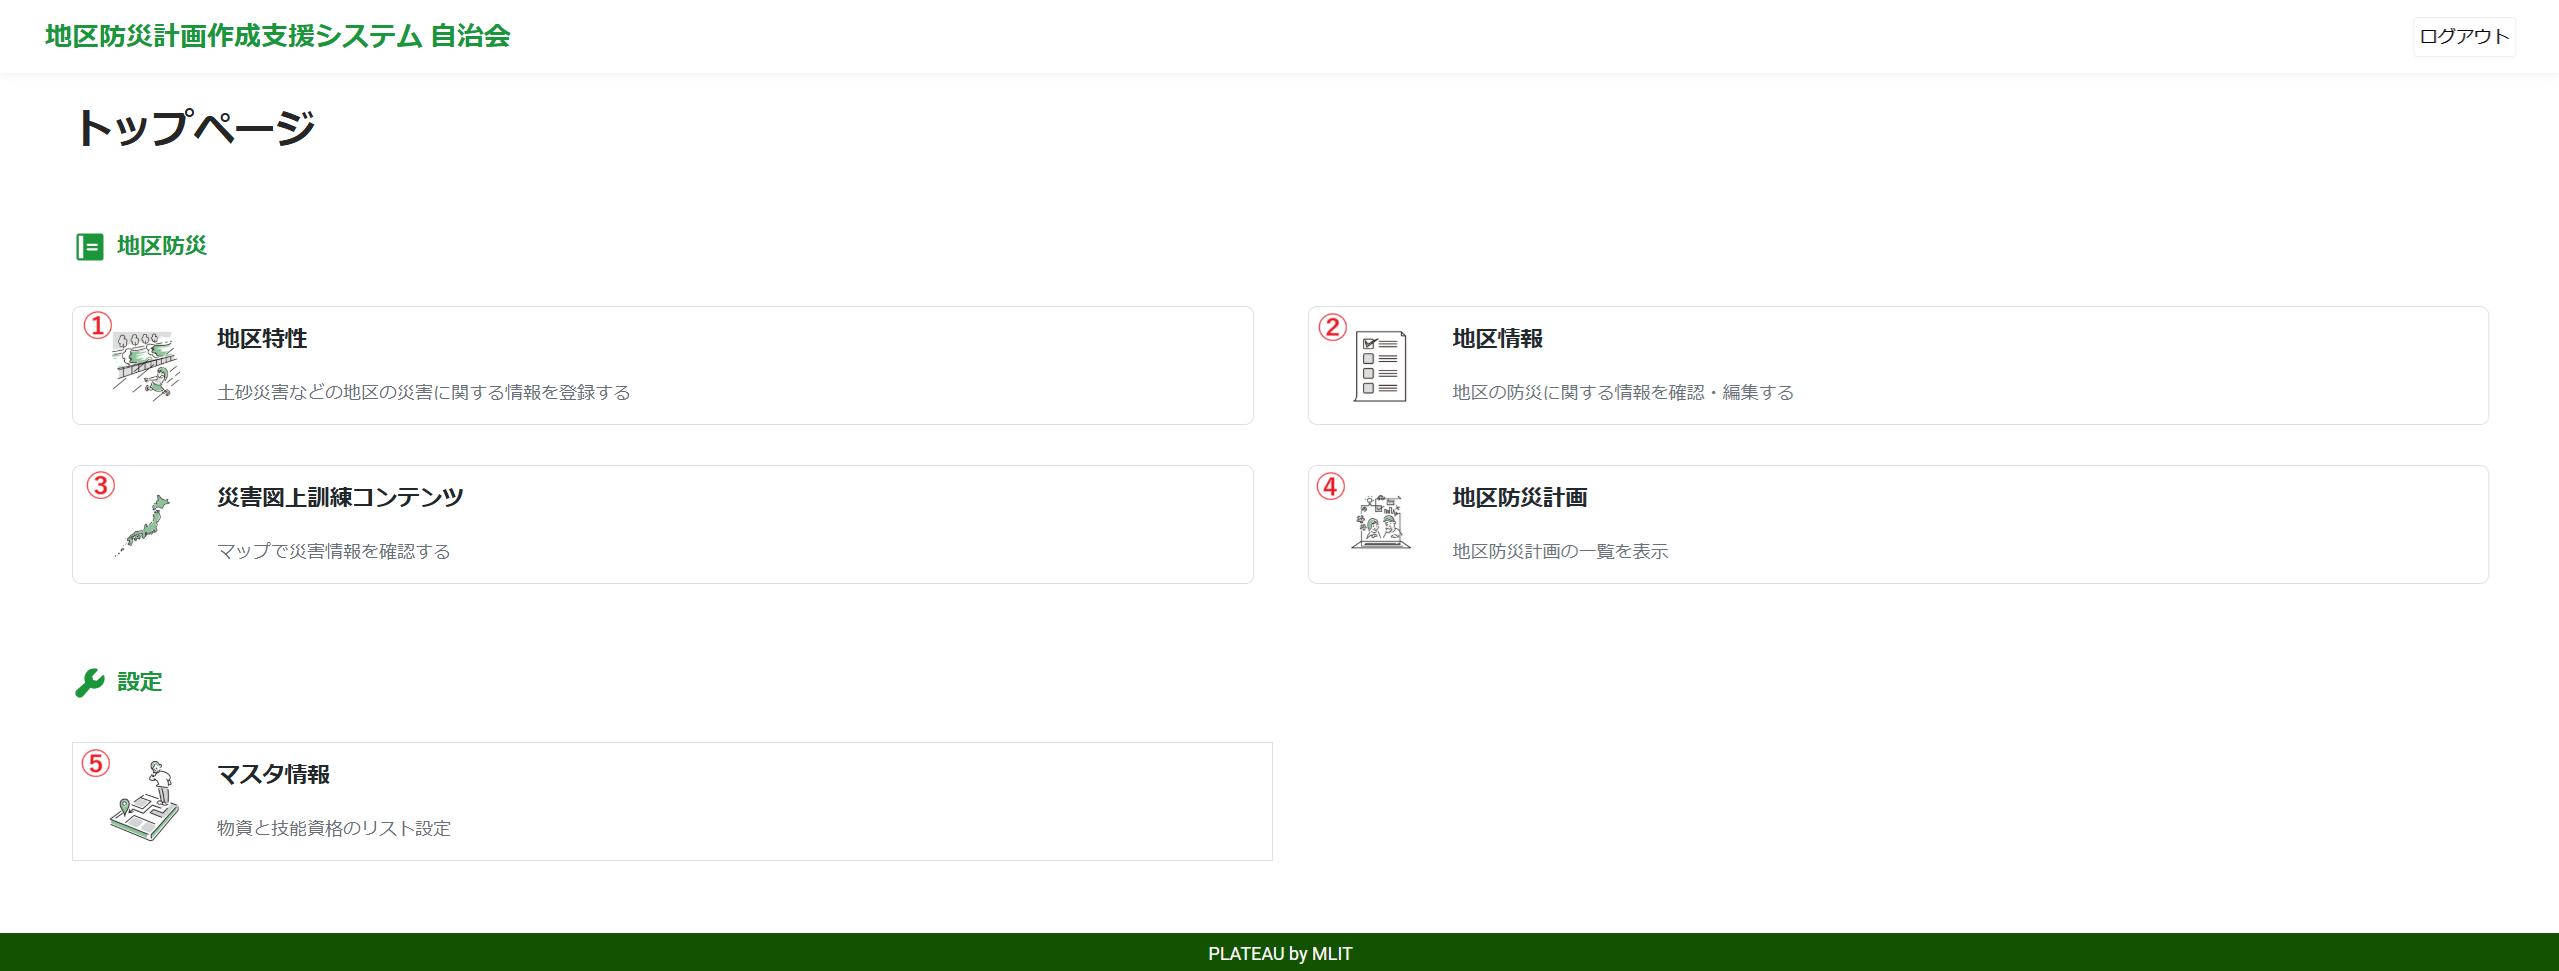 地区防災計画作成支援システム 自治会
ログアウト
トップページ
地区防災
①
地区特性
土砂災害などの地区の災害に関する情報を登録する
②
地区情報
地区の防災に関する情報を確認・編集する
③
災害図上訓練コンテンツ
マップで災害情報を確認する
④
地区防災計画
地区防災計画の一覧を表示
設定
⑤
マスタ情報
物資と技能資格のリスト設定
PLATEAU by MLIT